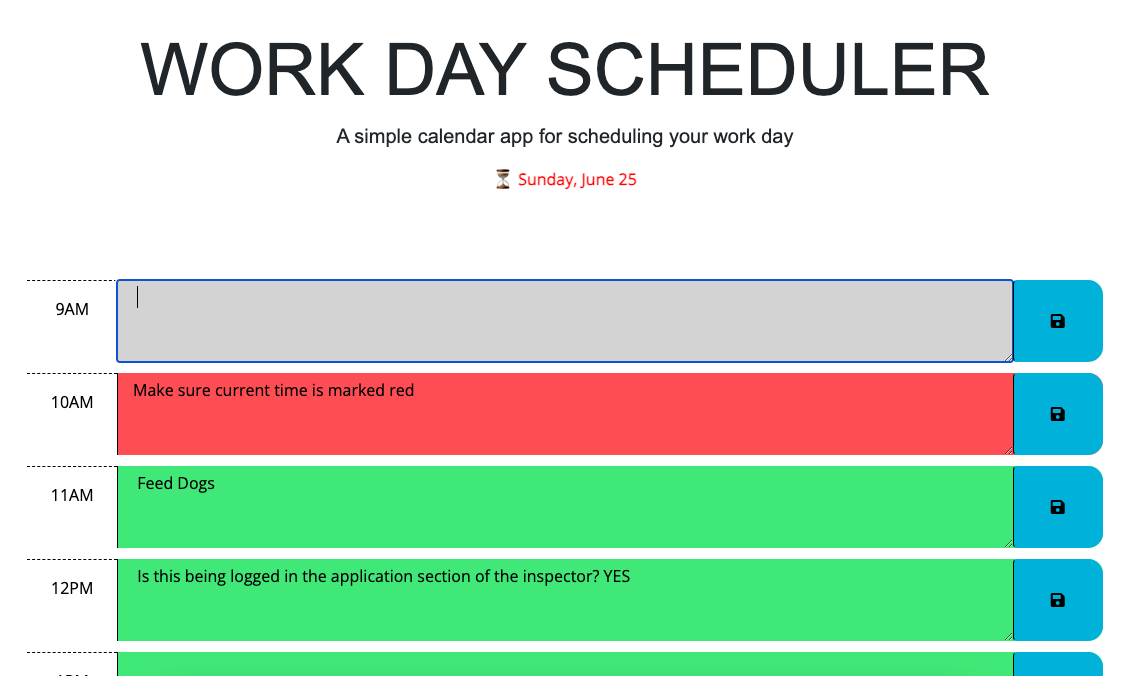 WORK DAY SCHEDULER
A simple calendar app for scheduling your work day
⏳ Sunday, June 25
9AM
10AM
Make sure current time is marked red
11AM
Feed Dogs
12PM
Is this being logged in the application section of the inspector? YES